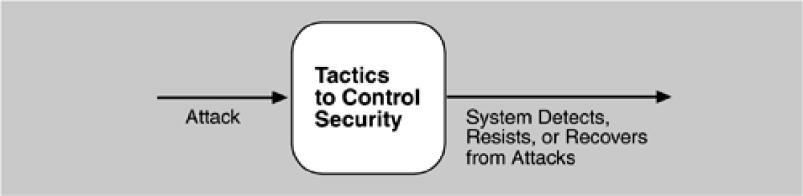 Attack
Tactics
to Control
Security
System Detects,
Resists, or Recovers
from Attacks